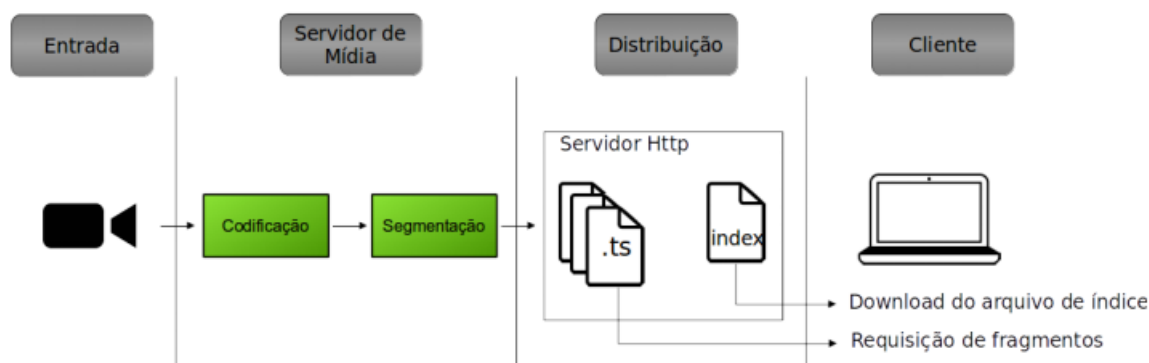 Entrada
Servidor de
Mídia
Distribuição
Cliente
Servidor Http
Codificação
Segmentação
.ts
index
Download do arquivo de índice
Requisição de fragmentos